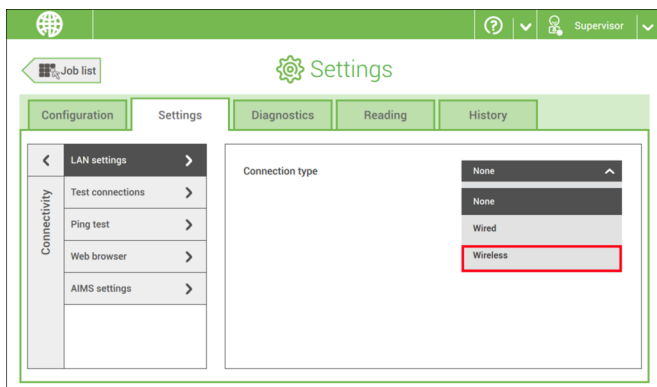 Supervisor
Job list
Settings
Configuration
Settings
Diagnostics
Reading
History
Connectivity
LAN settings
Test connections
Ping test
Web browser
AIMS settings
Connection type
None
None
Wired
Wireless